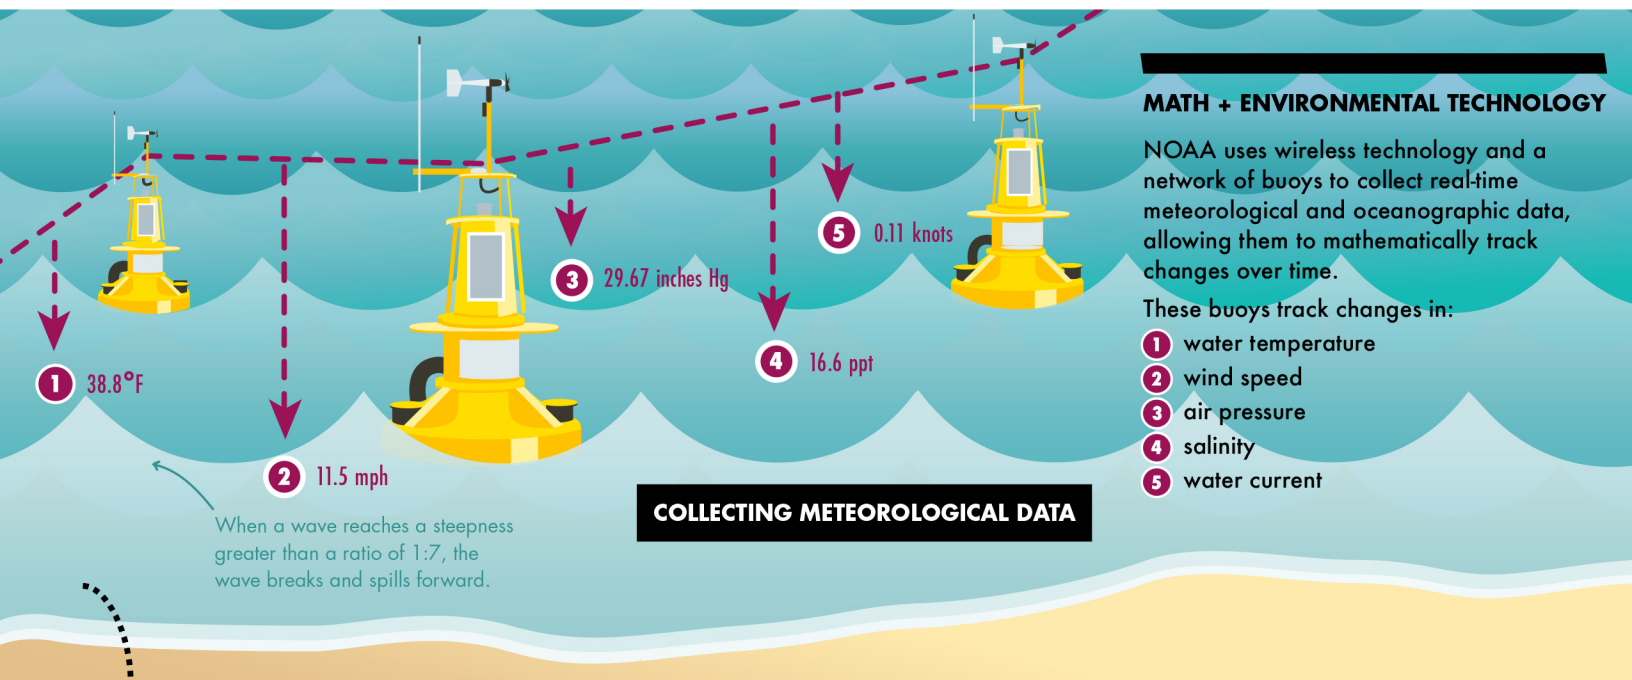 MATH + ENVIRONMENTAL TECHNOLOGY
NOAA uses wireless technology and a
network of buoys to collect real-time
meteorological and oceanographic data,
allowing them to mathematically track
changes over time.
These buoys track changes in:
1 water temperature
2 wind speed
3 air pressure
4 salinity
5 water current
1 38.8°F
2 11.5 mph
3 29.67 inches Hg
4 16.6 ppt
5 0.11 knots
When a wave reaches a steepness
greater than a ratio of 1:7, the
wave breaks and spills forward.
COLLECTING METEOROLOGICAL DATA